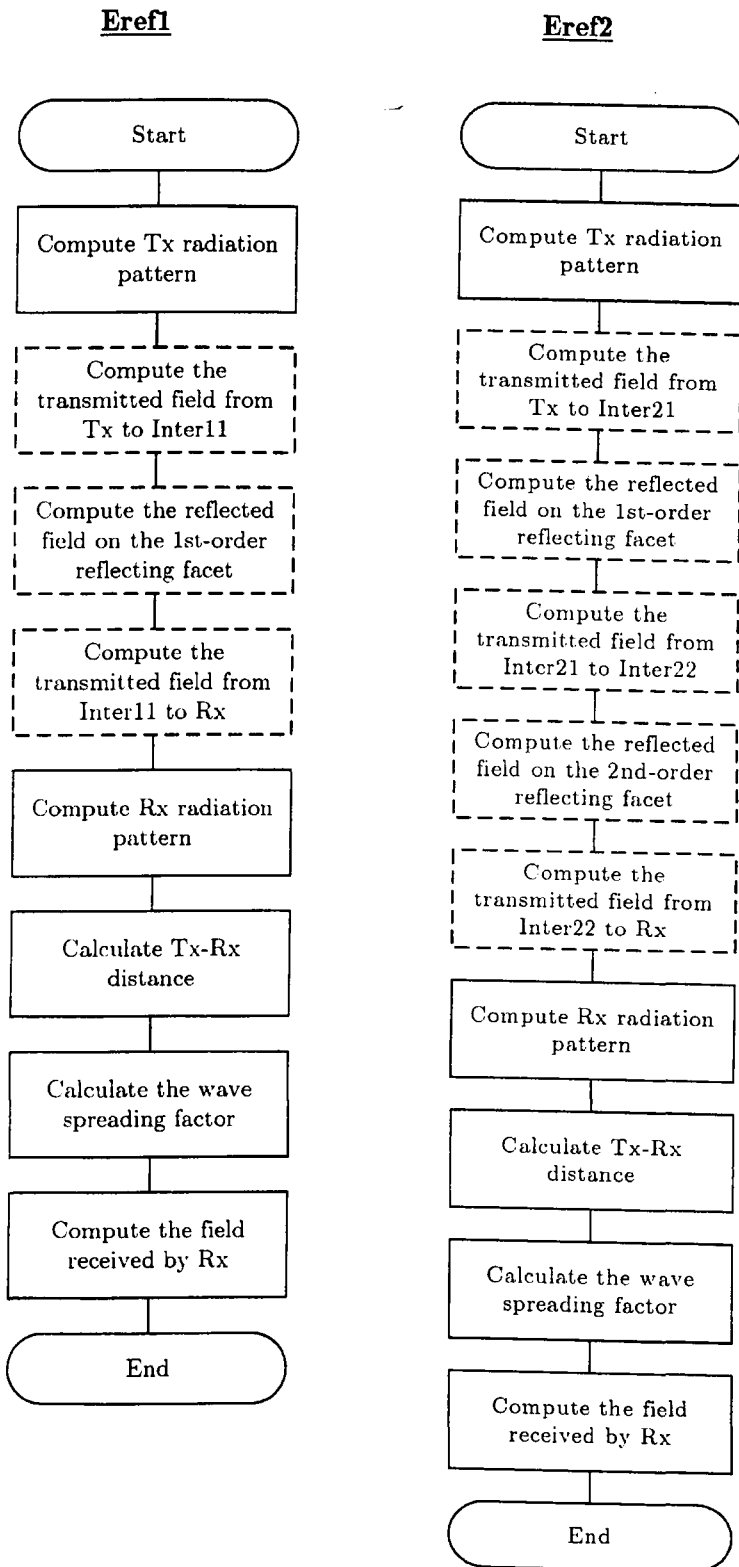 Eref1
Start
Compute Tx radiation
pattern
Compute the
transmitted field from
Tx to Inter11
Compute the reflected
field on the 1st-order
reflecting facet
Compute the
transmitted field from
Inter11 to Rx
Compute Rx radiation
pattern
Calculate Tx-Rx
distance
Calculate the wave
spreading factor
Compute the field
received by Rx
End
Eref2
Start
Compute Tx radiation
pattern
Compute the
transmitted field from
Tx to Inter21
Compute the reflected
field on the 1st-order
reflecting facet
Compute the
transmitted field from
Inter21 to Inter22
Compute the reflected
field on the 2nd-order
reflecting facet
Compute the
transmitted field from
Inter22 to Rx
Compute Rx radiation
pattern
Calculate Tx-Rx
distance
Calculate the wave
spreading factor
Compute the field
received by Rx
End